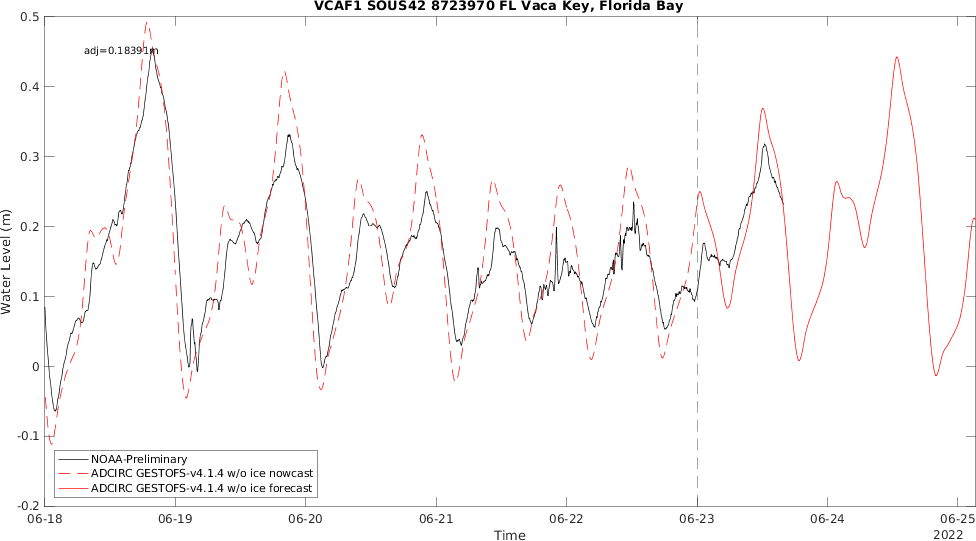 VCAF1 SOUS42 8723970 FL Vaca Key, Florida Bay
adj=0.18391m
0.5
0.4
0.3
0.2
0.1
0
-0.1
-0.2
Water Level (m)
NOAA-Preliminary
ADCIRC GESTOFS-v4.1.4 w/o ice nowcast
ADCIRC GESTOFS-v4.1.4 w/o ice forecast
06-18 06-19 06-20 06-21 06-22 06-23 06-24 06-25
Time
2022